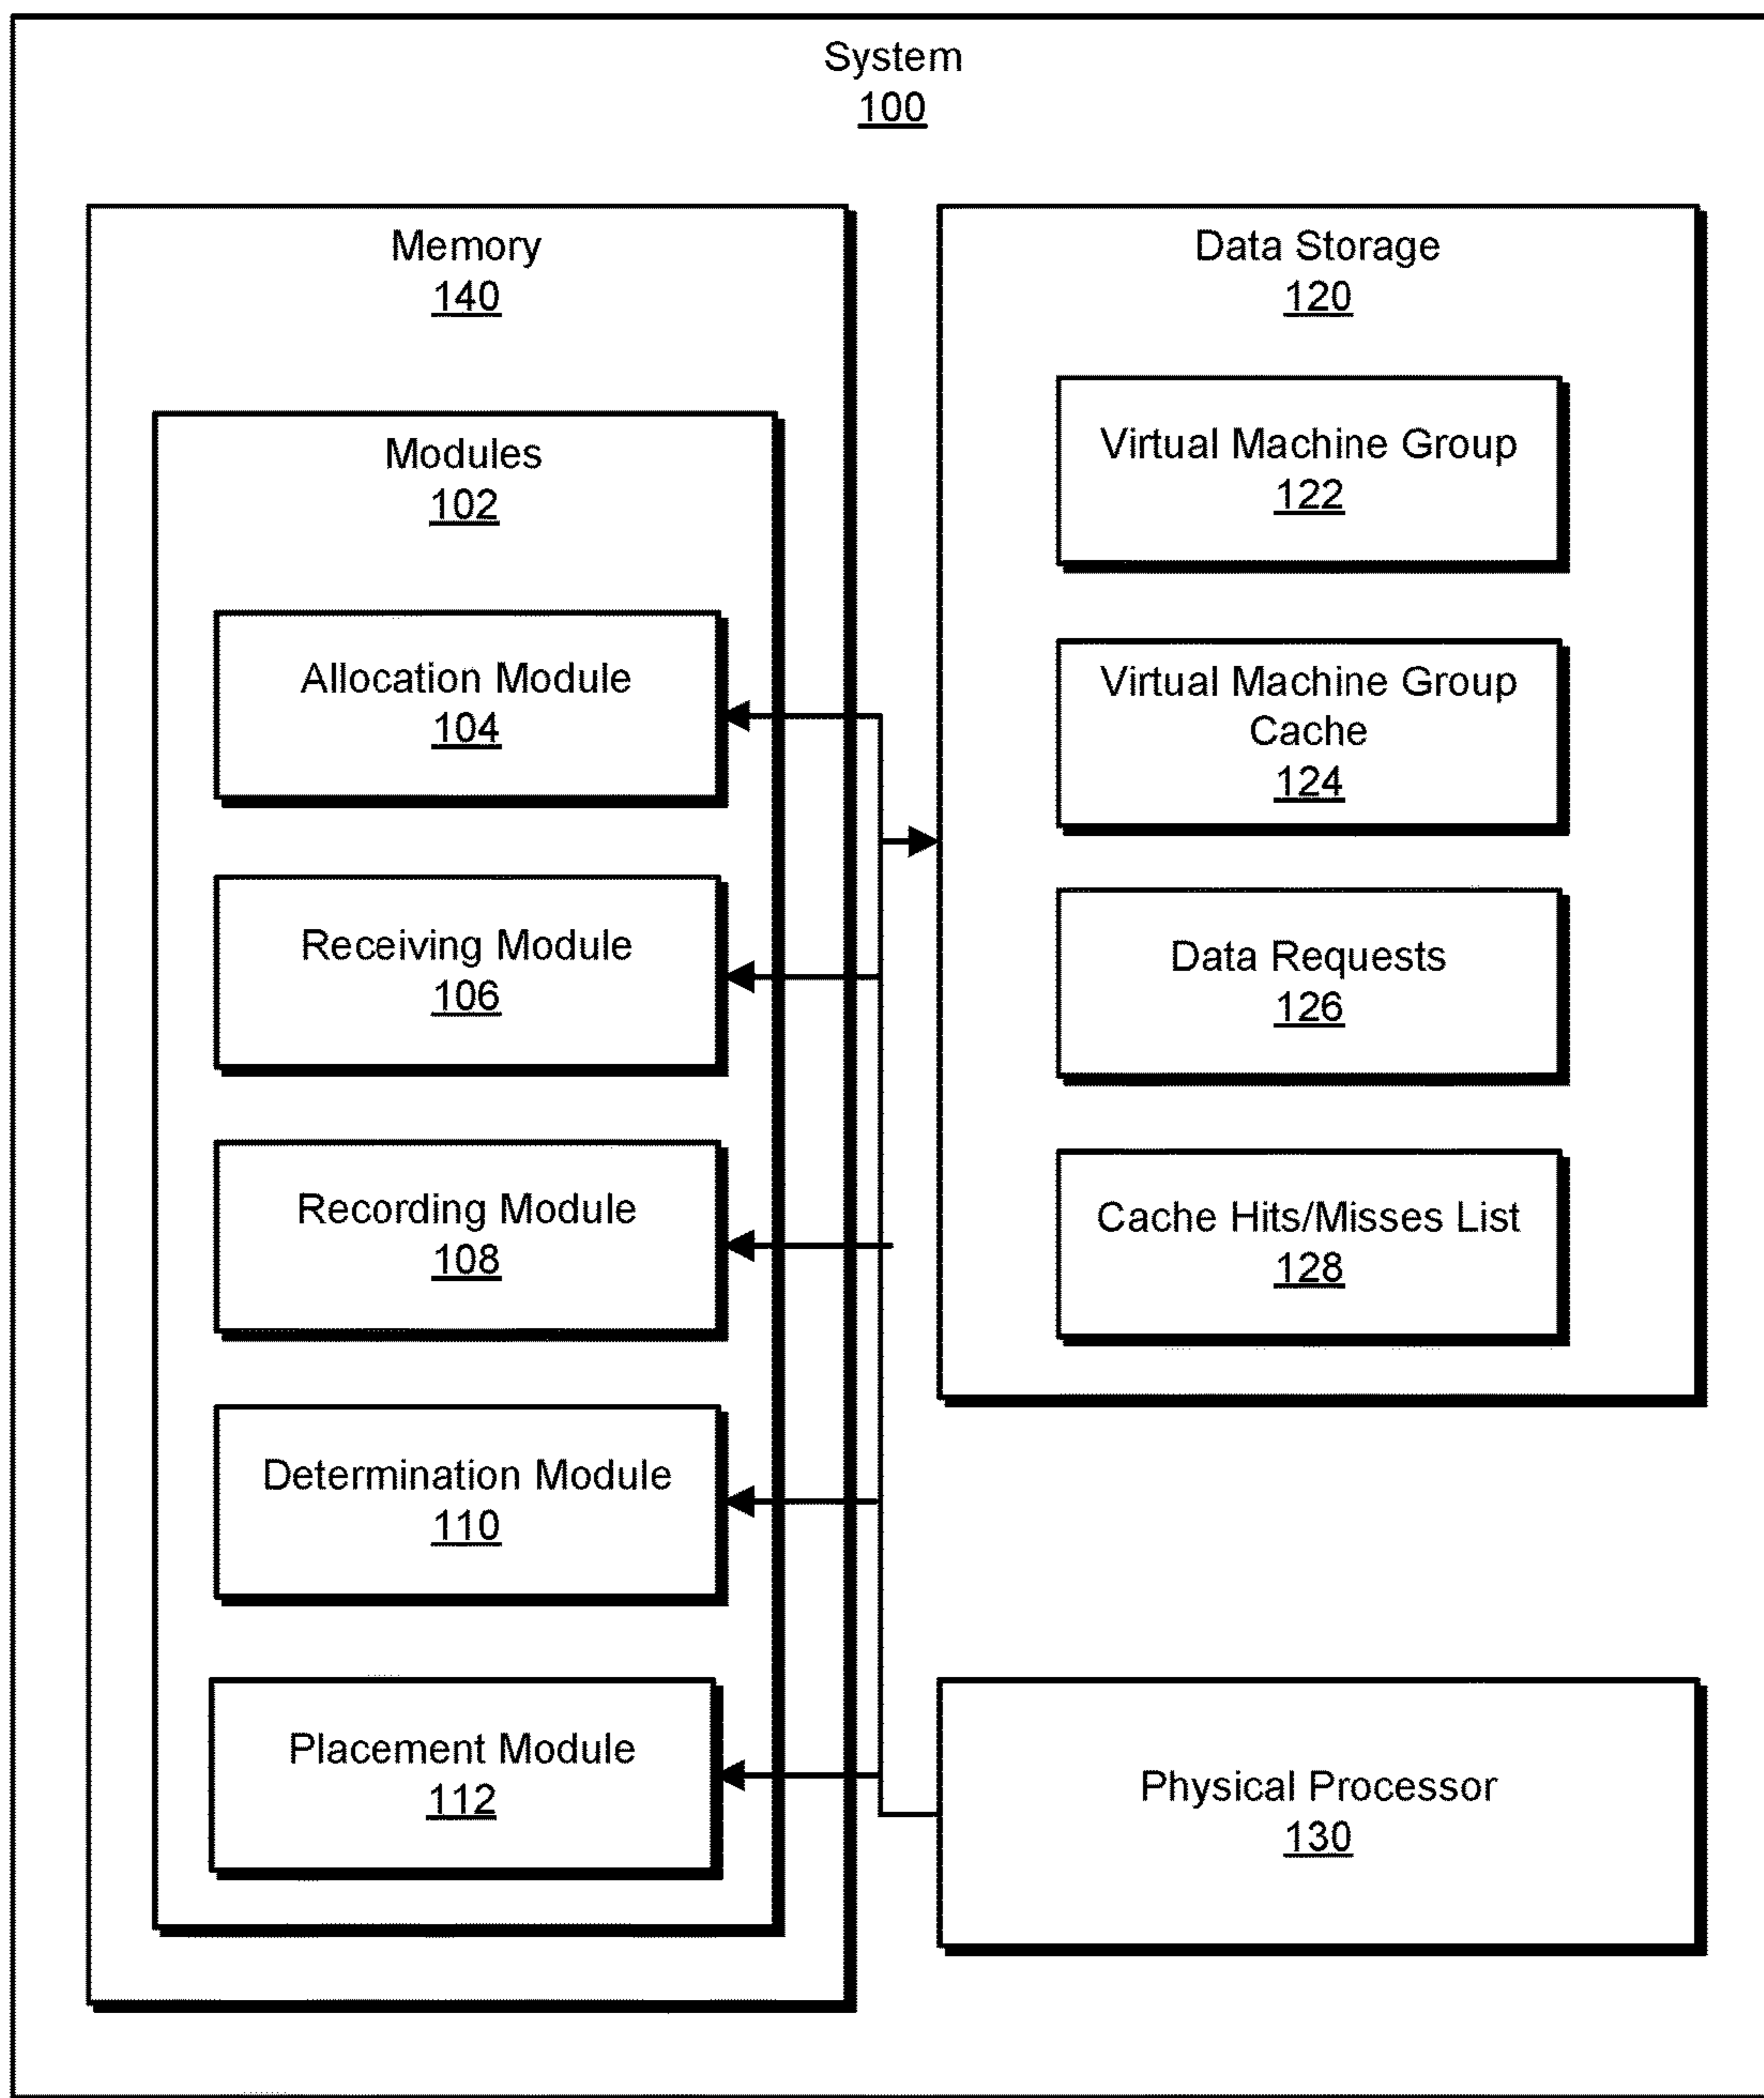 System
100
Memory
140
Modules
102
Allocation Module
104
Receiving Module
106
Recording Module
108
Determination Module
110
Placement Module
112
Data Storage
120
Virtual Machine Group
122
Virtual Machine Group
Cache
124
Data Requests
126
Cache Hits/Misses List
128
Physical Processor
130